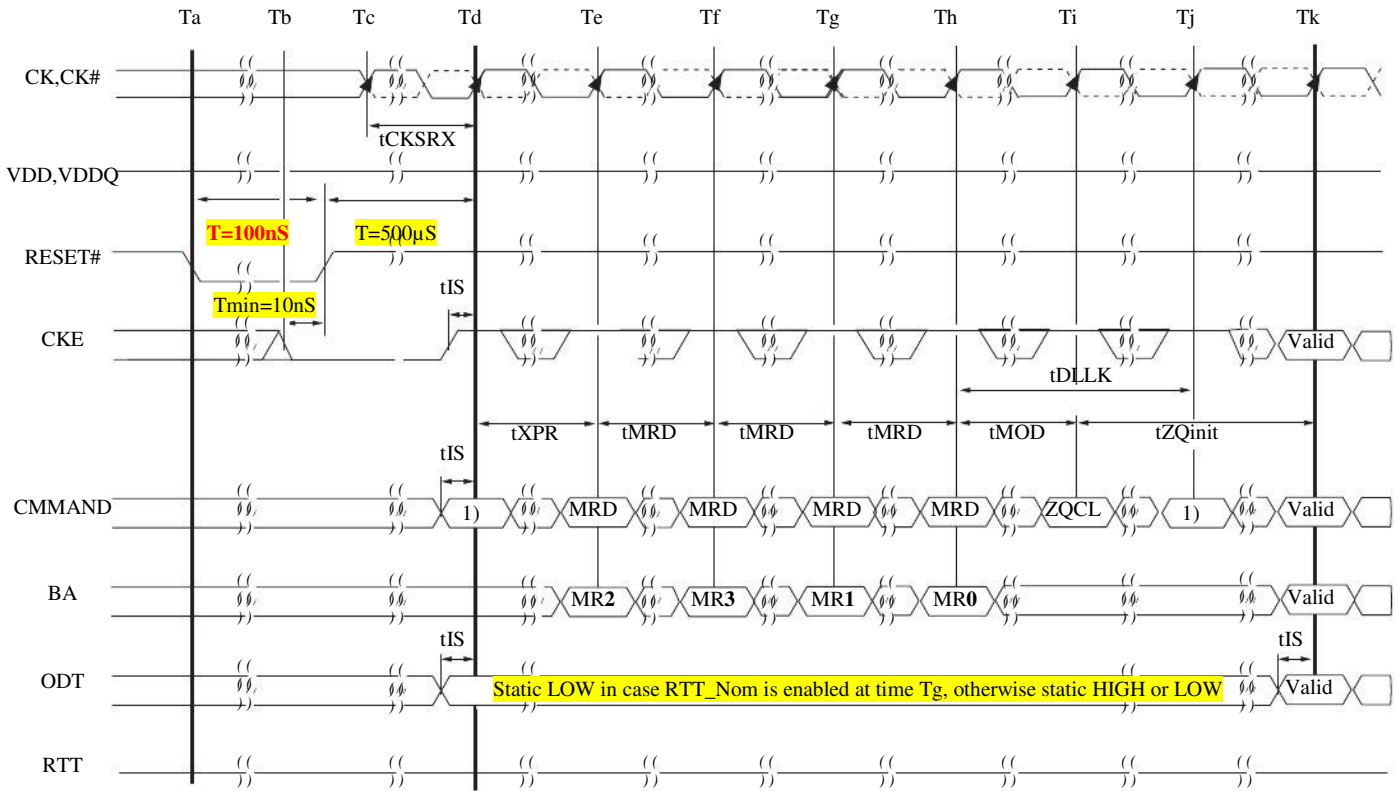 Ta Tb Tc Td Te Tf Tg Th Ti Tj Tk
CK,CK#
tCKSRX
VDD,VDDQ
T=100nS T=500µS
RESET#
Tmin=10nS tIS
CKE Valid
tDLLK
tXPR tMRD tMRD tMRD tMOD tZQinit
tIS
CMMAND 1) MRD MRD MRD MRD ZQCL 1) Valid
BA MR2 MR3 MR1 MR0 Valid
tIS tIS
ODT Static LOW in case RTT_Nom is enabled at time Tg, otherwise static HIGH or LOW Valid
RTT